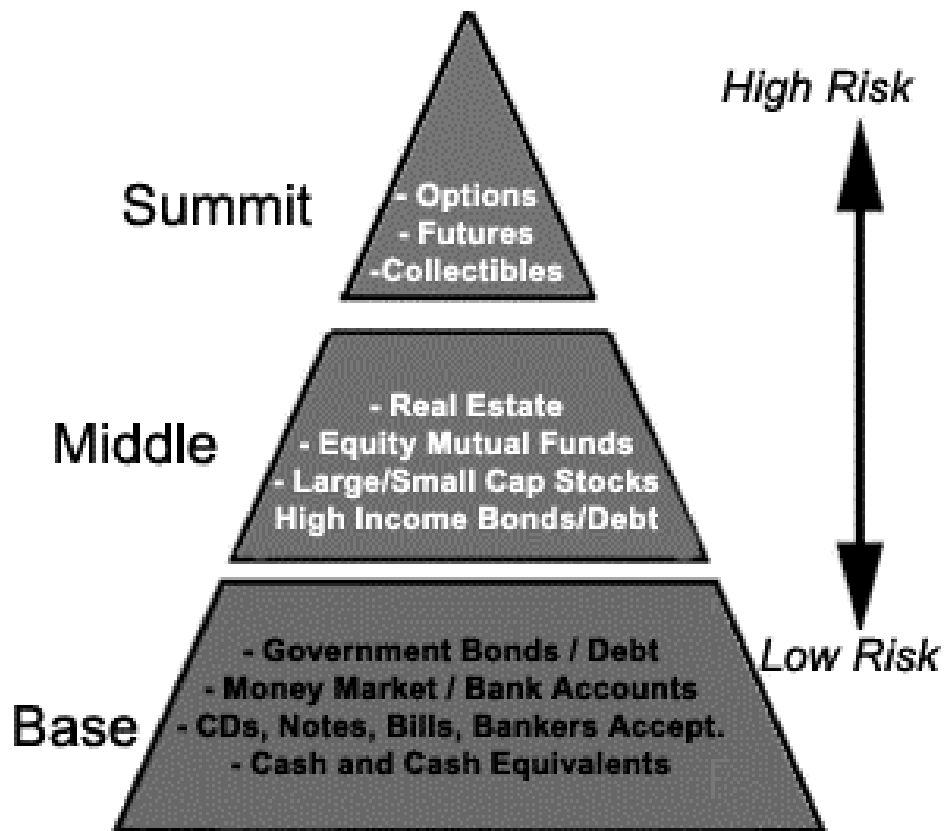 High Risk
Summit
- Options
- Futures
-Collectibles
Middle
- Real Estate
- Equity Mutual Funds
- Large/Small Cap Stocks
High Income Bonds/Debt
Low Risk
Base
- Government Bonds / Debt
- Money Market / Bank Accounts
- CDs, Notes, Bills, Bankers Accept.
- Cash and Cash Equivalents